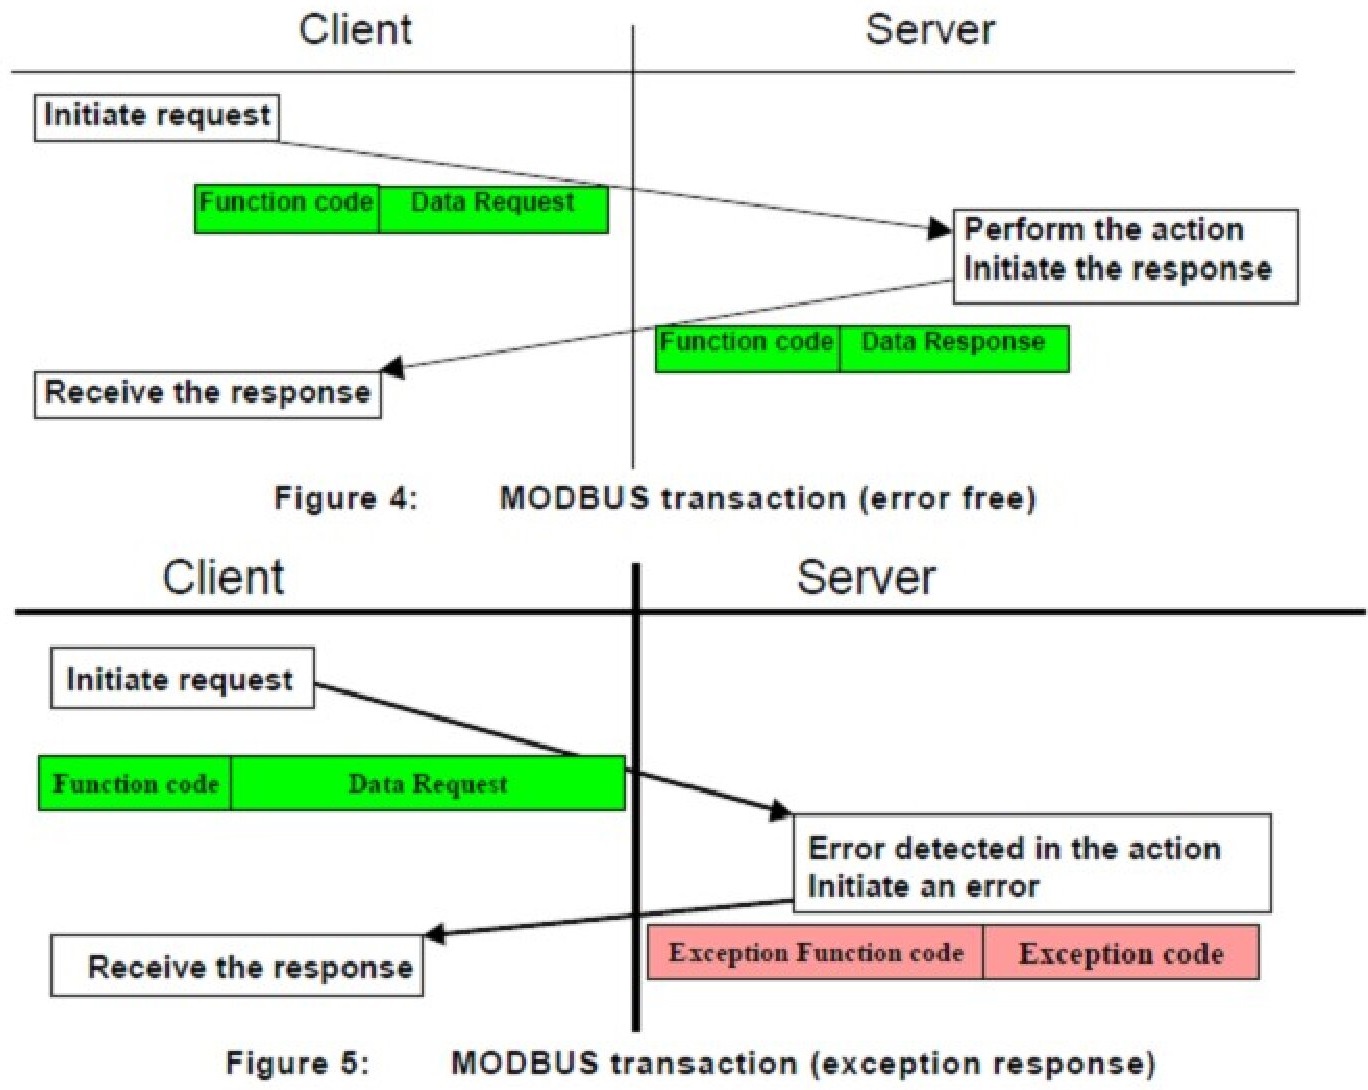 Client
Server
Initiate request
Function code
Data Request
Perform the action
Initiate the response
Function code
Data Response
Receive the response
Figure 4: MODBUS transaction (error free)
Client
Server
Initiate request
Function code
Data Request
Error detected in the action
Initiate an error
Exception Function code
Exception code
Receive the response
Figure 5: MODBUS transaction (exception response)